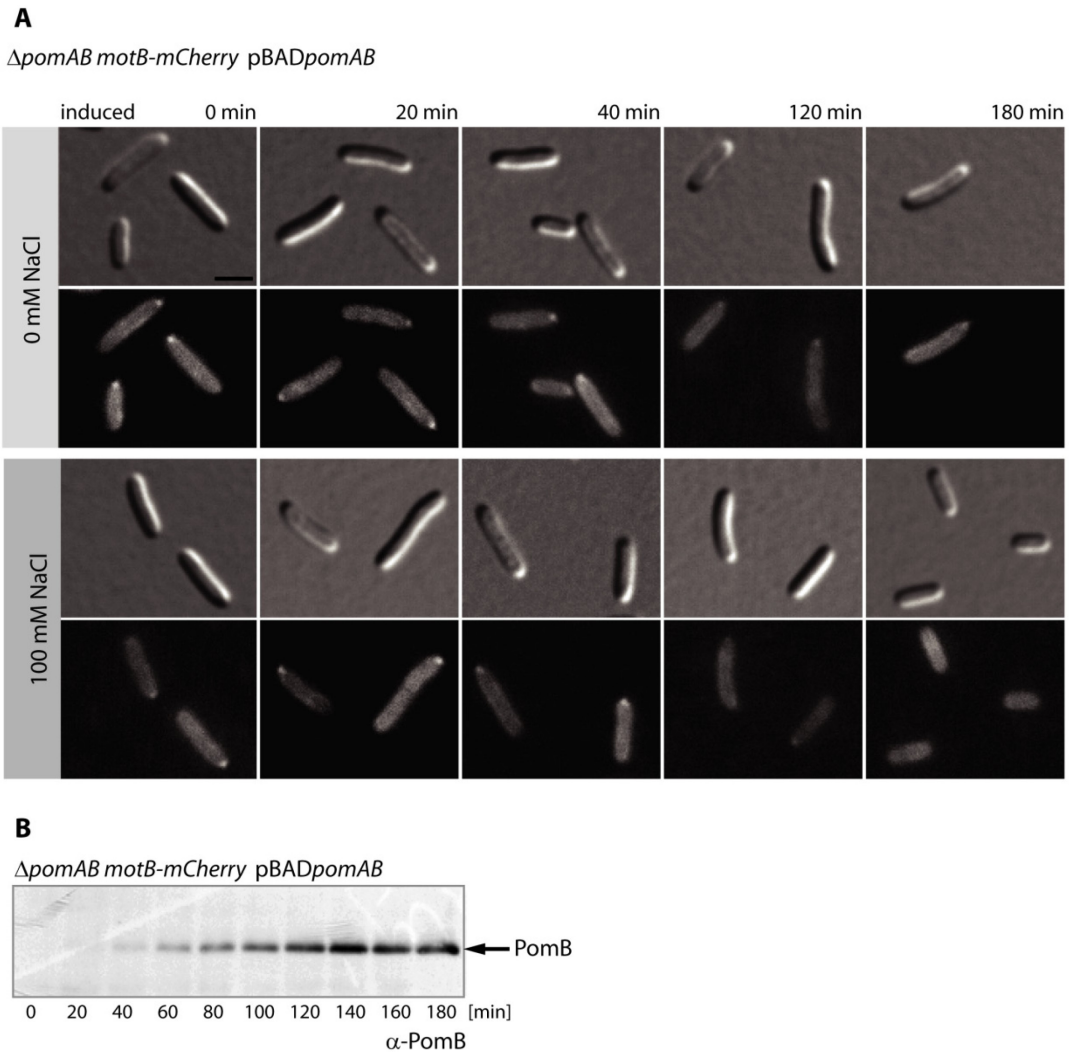 A
ΔpomAB motB-mCherry pBADpomAB
induced 0 min 20 min 40 min 120 min 180 min
0 mM NaCl
100 mM NaCl
B
ΔpomAB motB-mCherry pBADpomAB
PomB
0 20 40 60 80 100 120 140 160 180 [min]
α-PomB